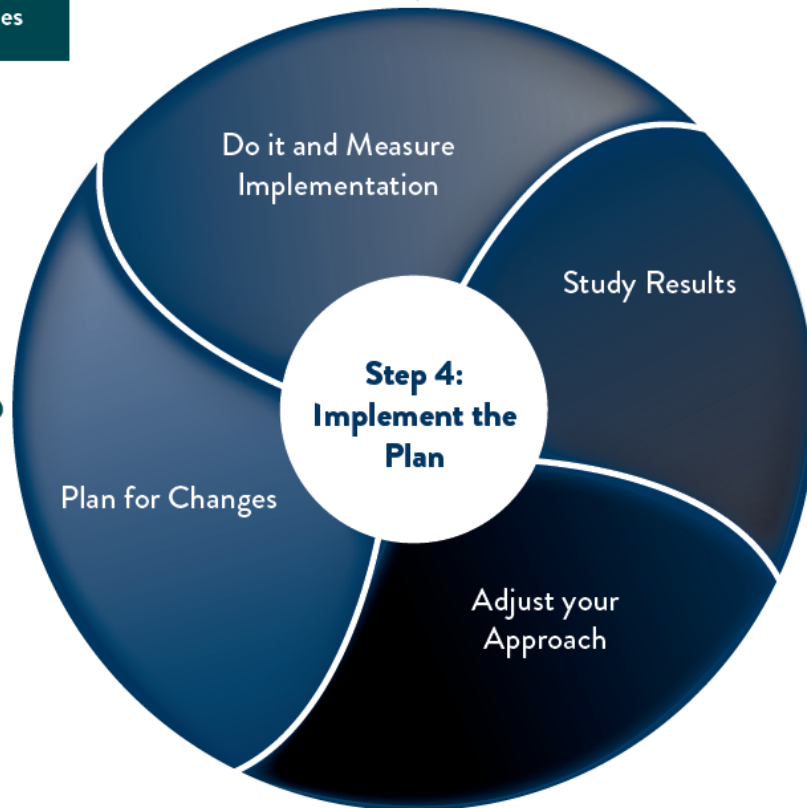 es
Do it and Measure
Implementation
Study Results
Step 4:
Implement the
Plan
Plan for Changes
Adjust your
Approach